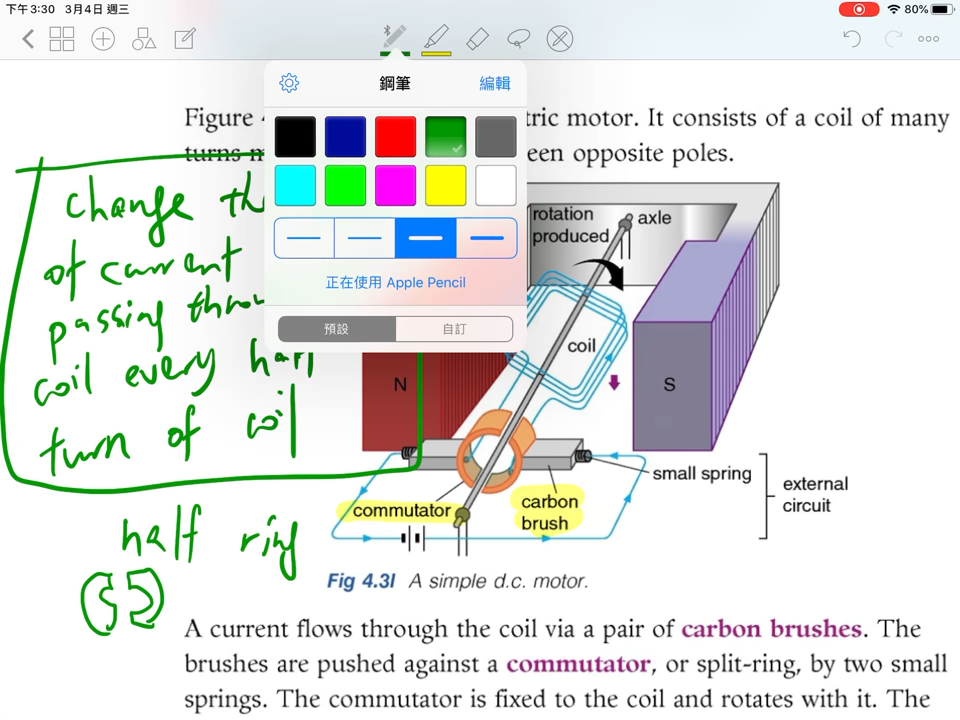 下午3:30 3月4日 週三
80%
鋼筆
編輯
正在使用 Apple Pencil
預設
自訂
Figure
tric motor. It consists of a coil of many
turns
een opposite poles.
change th
of current
passing throu
coil every half
turn of coil
half ring
rotation
produced
axle
coil
N
S
small spring
external
circuit
commutator
carbon
brush
Fig 4.3l A simple d.c. motor.
A current flows through the coil via a pair of carbon brushes. The
brushes are pushed against a commutator, or split-ring, by two small
springs. The commutator is fixed to the coil and rotates with it. The